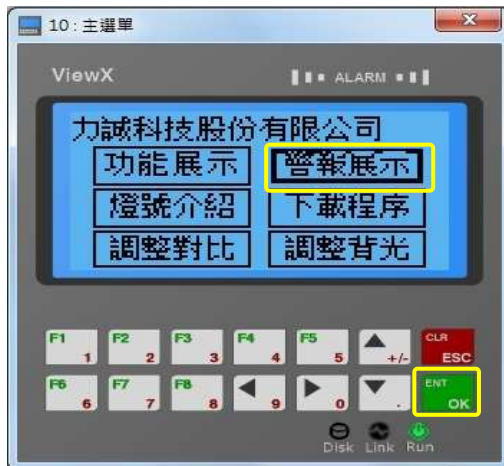 10 : 主選單
ViewX ALARM
力誠科技股份有限公司
功能展示 警報展示
燈號介紹 下載程序
調整對比 調整背光
F1 1 F2 2 F3 3 F4 4 F5 5 +/- CLR ESC
F6 6 F7 7 F8 8 9 0 . ENT OK
Disk Link Run